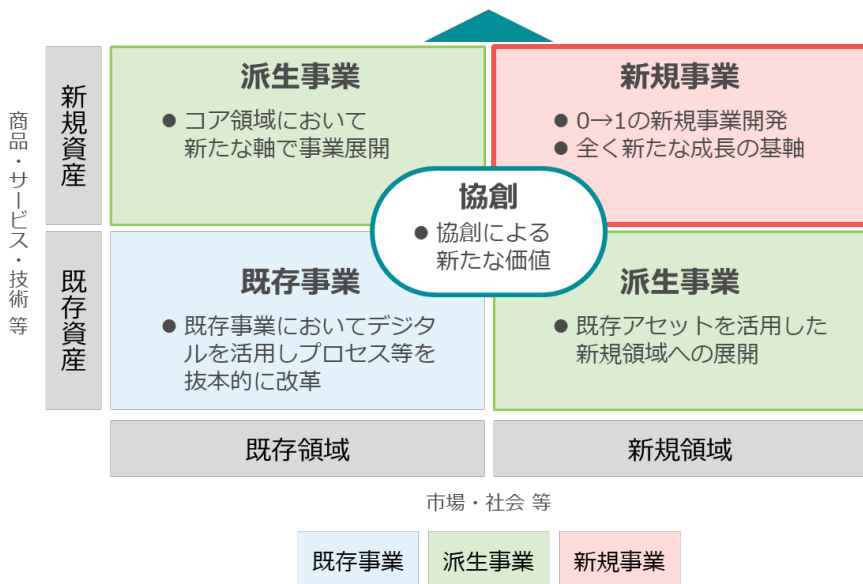 商品・サービス・技術 等
新規資産
派生事業
● コア領域において
新たな軸で事業展開
新規事業
● 0→1の新規事業開発
● 全く新たな成長の基軸
協創
● 協創による
新たな価値
既存資産
既存事業
● 既存事業においてデジタ
ルを活用しプロセス等を
抜本的に改革
派生事業
● 既存アセットを活用した
新規領域への展開
既存領域
新規領域
市場・社会 等
既存事業
派生事業
新規事業